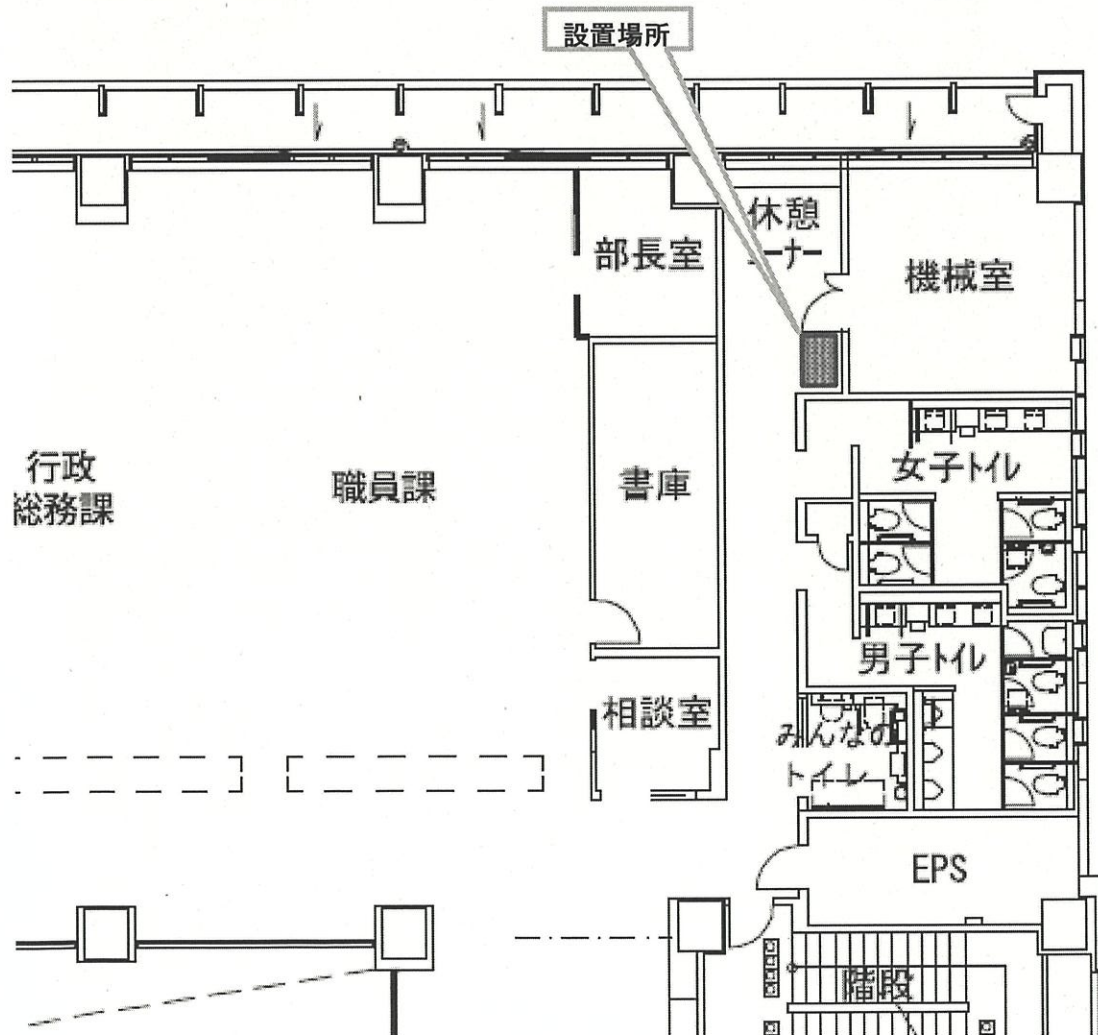 設置場所
休憩
コーナー
部長室
機械室
行政
総務課
職員課
書庫
女子トイレ
男子トイレ
相談室
みんなの
トイレ
EPS
階段